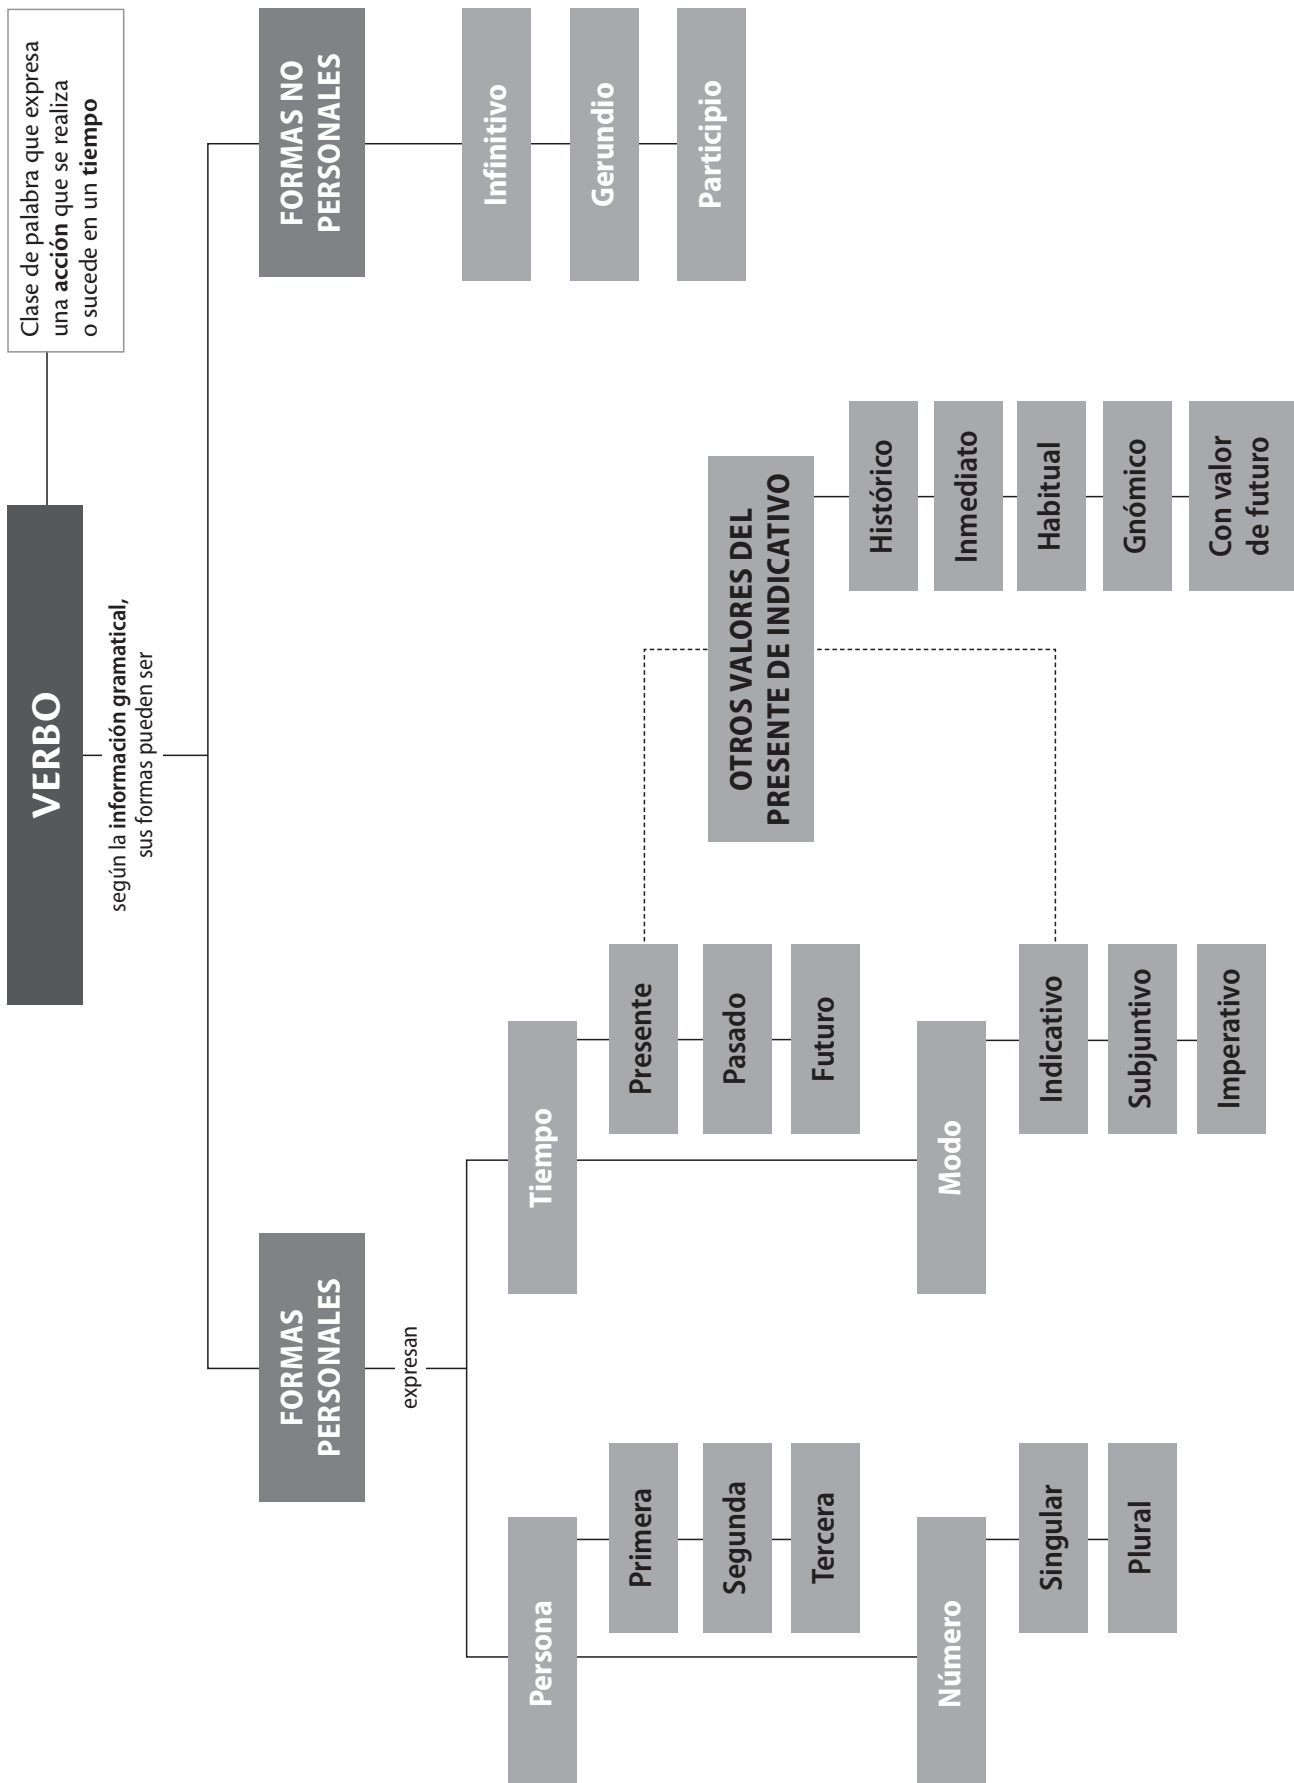 VERBO
Clase de palabra que expresa
una acción que se realiza
o sucede en un tiempo
según la información gramatical,
sus formas pueden ser
FORMAS
PERSONALES
expresan
Persona
Primera
Segunda
Tercera
Número
Singular
Plural
Tiempo
Presente
Pasado
Futuro
Modo
Indicativo
Subjuntivo
Imperativo
OTROS VALORES DEL
PRESENTE DE INDICATIVO
Histórico
Inmediato
Habitual
Gnómico
Con valor
de futuro
FORMAS NO
PERSONALES
Infinitivo
Gerundio
Participio